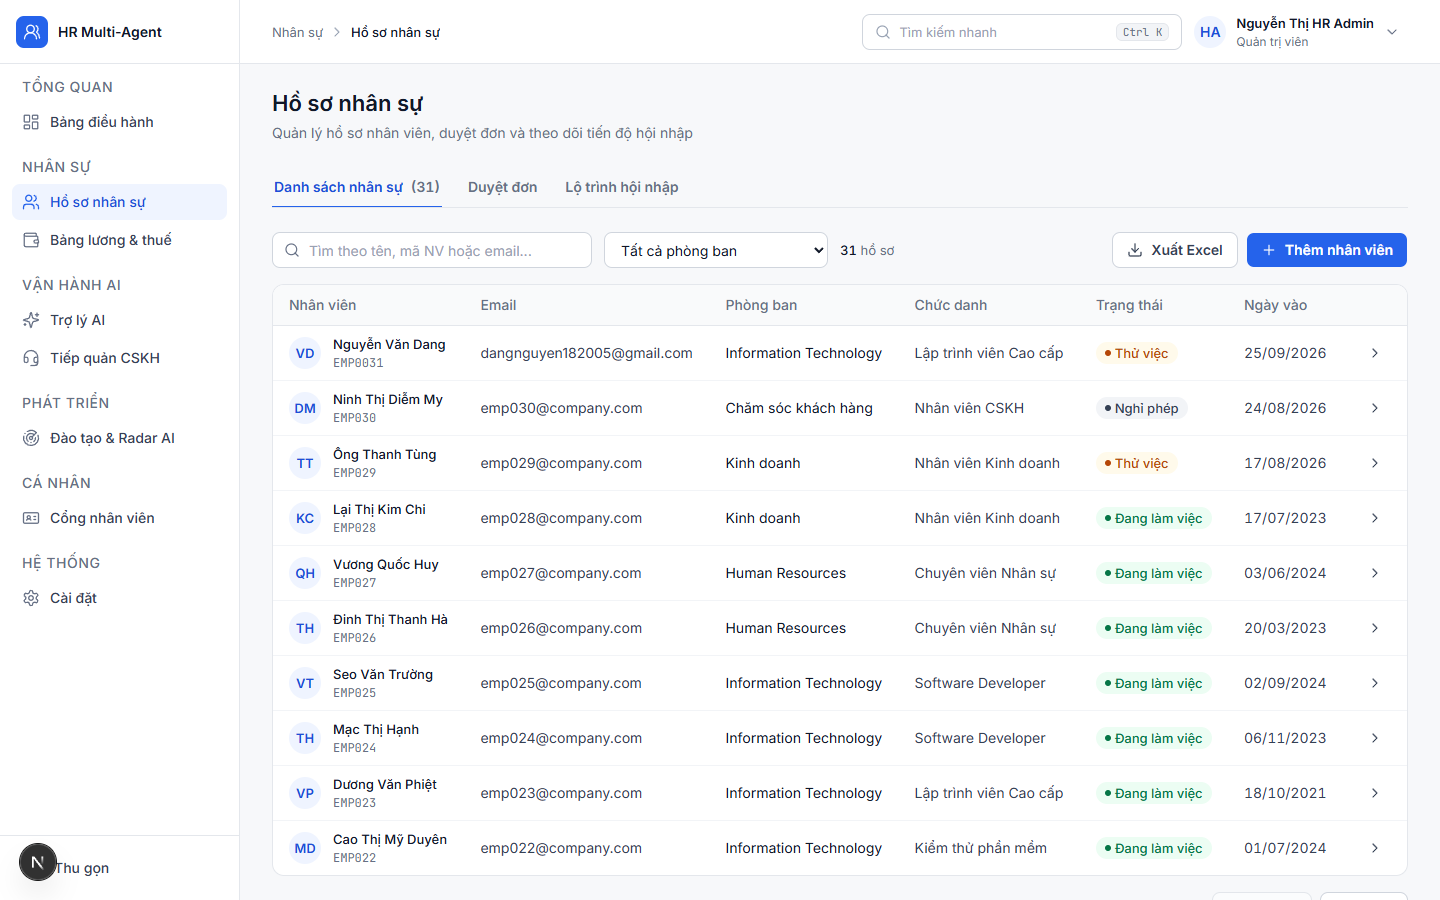 HR Multi-Agent
Nhân sự
Hồ sơ nhân sự
Tìm kiếm nhanh
Ctrl K
HA
Nguyễn Thị HR Admin
Quản trị viên
TỔNG QUAN
Bảng điều hành
NHÂN SỰ
Hồ sơ nhân sự
Bảng lương & thuế
VẬN HÀNH AI
Trợ lý AI
Tiếp quản CSKH
PHÁT TRIỂN
Đào tạo & Radar AI
CÁ NHÂN
Cổng nhân viên
HỆ THỐNG
Cài đặt
N
Thu gọn
Hồ sơ nhân sự
Quản lý hồ sơ nhân viên, duyệt đơn và theo dõi tiến độ hội nhập
Danh sách nhân sự (31)
Duyệt đơn
Lộ trình hội nhập
Tìm theo tên, mã NV hoặc email...
Tất cả phòng ban
31 hồ sơ
Xuất Excel
Thêm nhân viên
Nhân viên Email Phòng ban Chức danh Trạng thái Ngày vào
VD Nguyễn Văn Dang dangnguyen182005@gmail.com Information Technology Lập trình viên Cao cấp Thử việc 25/09/2026
EMP0031
DM Ninh Thị Diễm My emp030@company.com Chăm sóc khách hàng Nhân viên CSKH Nghỉ phép 24/08/2026
EMP030
TT Ông Thanh Tùng emp029@company.com Kinh doanh Nhân viên Kinh doanh Thử việc 17/08/2026
EMP029
KC Lại Thị Kim Chi emp028@company.com Kinh doanh Nhân viên Kinh doanh Đang làm việc 17/07/2023
EMP028
QH Vương Quốc Huy emp027@company.com Human Resources Chuyên viên Nhân sự Đang làm việc 03/06/2024
EMP027
TH Đinh Thị Thanh Hà emp026@company.com Human Resources Chuyên viên Nhân sự Đang làm việc 20/03/2023
EMP026
VT Seo Văn Trường emp025@company.com Information Technology Software Developer Đang làm việc 02/09/2024
EMP025
TH Mạc Thị Hạnh emp024@company.com Information Technology Software Developer Đang làm việc 06/11/2023
EMP024
VP Dương Văn Phiệt emp023@company.com Information Technology Lập trình viên Cao cấp Đang làm việc 18/10/2021
EMP023
MD Cao Thị Mỹ Duyên emp022@company.com Information Technology Kiểm thử phần mềm Đang làm việc 01/07/2024
EMP022